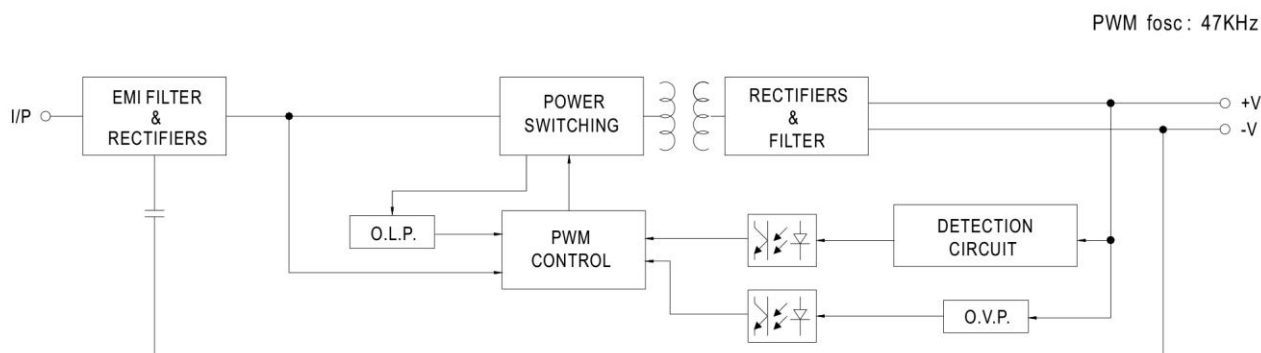 PWM fosc : 47KHz
I/P
EMI FILTER
&
RECTIFIERS
POWER
SWITCHING
RECTIFIERS
&
FILTER
+V
-V
O.L.P.
PWM
CONTROL
DETECTION
CIRCUIT
O.V.P.